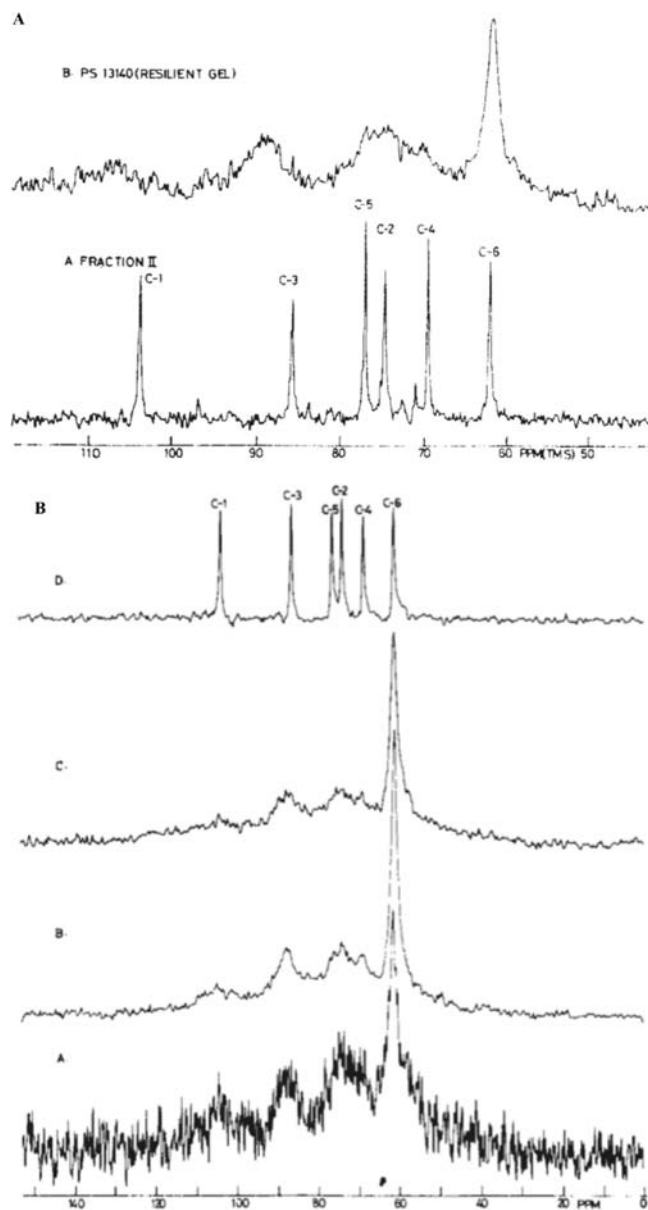 A
B. PS 13140 (RESILIENT GEL)
A. FRACTION II
C-1
C-3
C-5
C-2
C-4
C-6
110 100 90 80 70 60 PPM(TMS) 50
B
C-1
C-3
C-5
C-2
C-4
C-6
D.
C.
B.
A
140 120 100 80 60 40 20 PPM 0